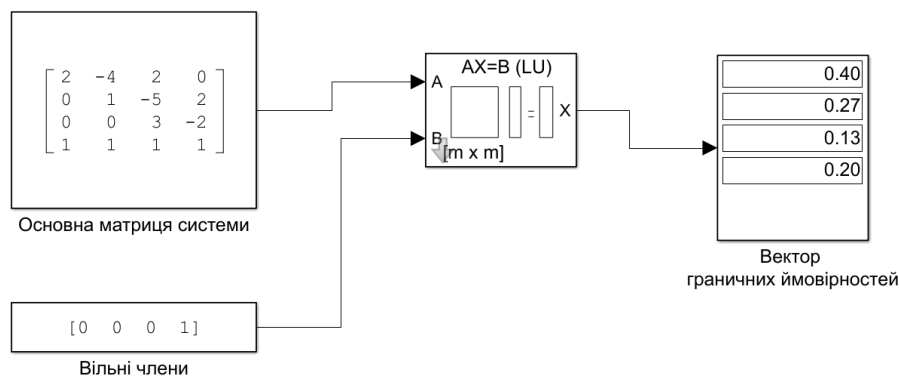 2 -4 2 0
0 1 -5 2
0 0 3 -2
1 1 1 1
Основна матриця системи
[0 0 0 1]
Вільні члени
AX=B (LU)
A
B
=
X
[m x m]
0.40
0.27
0.13
0.20
Вектор
граничних ймовірностей